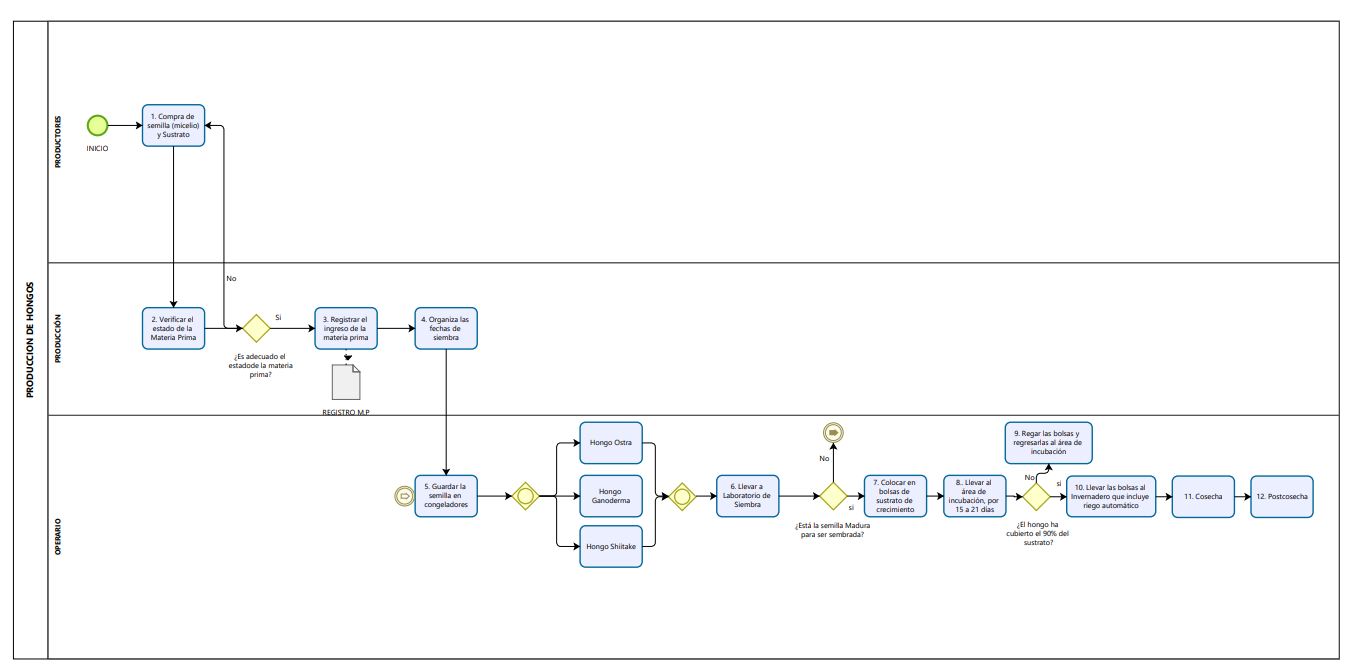 PRODUCCION DE HONGOS
PRODUCTORES
INICIO
1. Compra de
semilla (micelio)
y Sustrato
No
PRODUCCIÓN
2. Verificar el
estado de la
Materia Prima
Si
¿Es adecuado el
estadode la materia
prima?
3. Registrar el
ingreso de la
materia prima
REGISTRO M.P
4. Organiza las
fechas de
siembra
OPERARIO
5. Guardar la
semilla en
congeladores
Hongo Ostra
Hongo
Ganoderma
Hongo Shiitake
6. Llevar a
Laboratorio de
Siembra
No
si
¿Está la semilla Madura
para ser sembrada?
7. Colocar en
bolsas de
sustrato de
crecimiento
8.. Llevar al
área de
incubación, por
15 a 21 días
9. Regar las bolsas y
regresarlas al área de
incubación
No
si
¿El hongo ha
cubierto el 90% del
sustrato?
10. Llevar las bolsas al
Invernadero que incluye
riego automático
11. Cosecha
12. Postcosecha